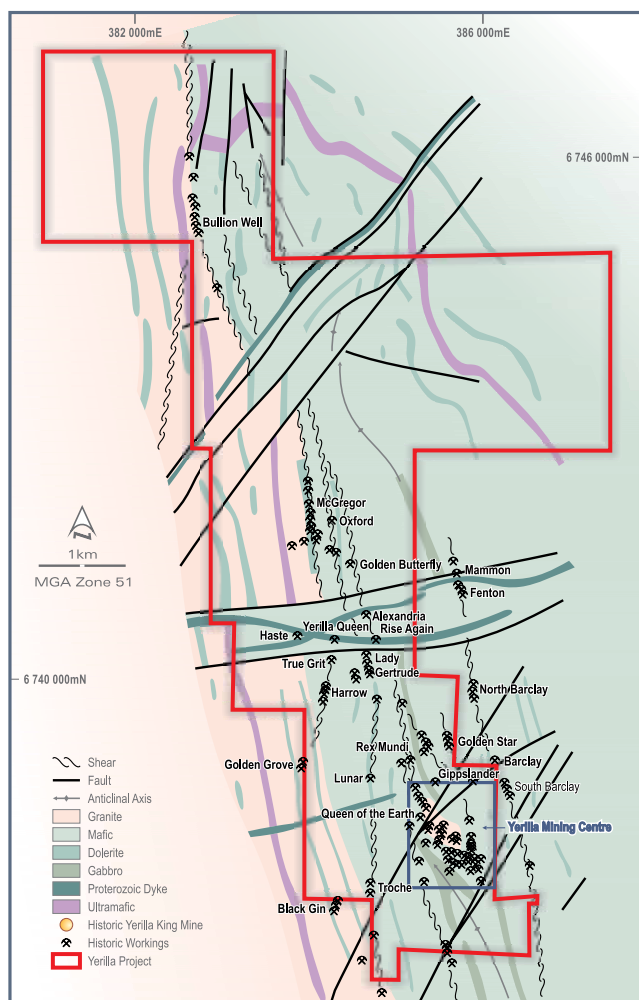 382 000mE
386 000mE
6 746 000mN
Bullion Well
McGregor
Oxford
N
1km
MGA Zone 51
Golden Butterfly
Mammon
Fenton
Alexandria
Yerilla Queen
Rise Again
Haste
True Grit
Lady
Gertrude
6 740 000mN
Harrow
North Barclay
Rex Mundi
Golden Star
Golden Grove
Barclay
Lunar
Gippslander
South Barclay
Queen of the Earth
Yerilla Mining Centre
Troche
Black Gin
Shear
Fault
Anticlinal Axis
Granite
Mafic
Dolerite
Gabbro
Proterozoic Dyke
Ultramafic
Historic Yerilla King Mine
Historic Workings
Yerilla Project